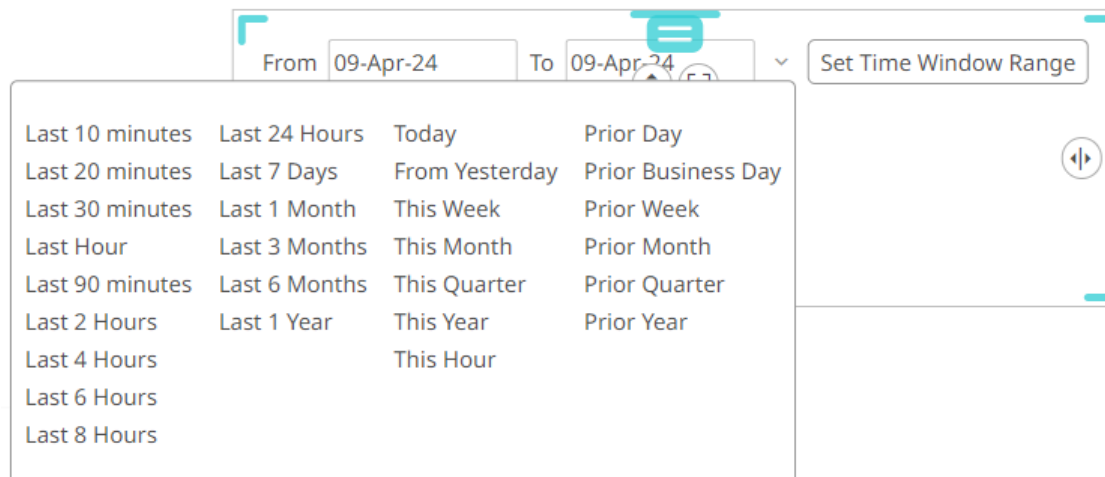 From 09-Apr-24 To 09-Apr-24 Set Time Window Range
Last 10 minutes Last 24 Hours Today Prior Day
Last 20 minutes Last 7 Days From Yesterday Prior Business Day
Last 30 minutes Last 1 Month This Week Prior Week
Last Hour Last 3 Months This Month Prior Month
Last 90 minutes Last 6 Months This Quarter Prior Quarter
Last 2 Hours Last 1 Year This Year Prior Year
Last 4 Hours This Hour
Last 6 Hours
Last 8 Hours